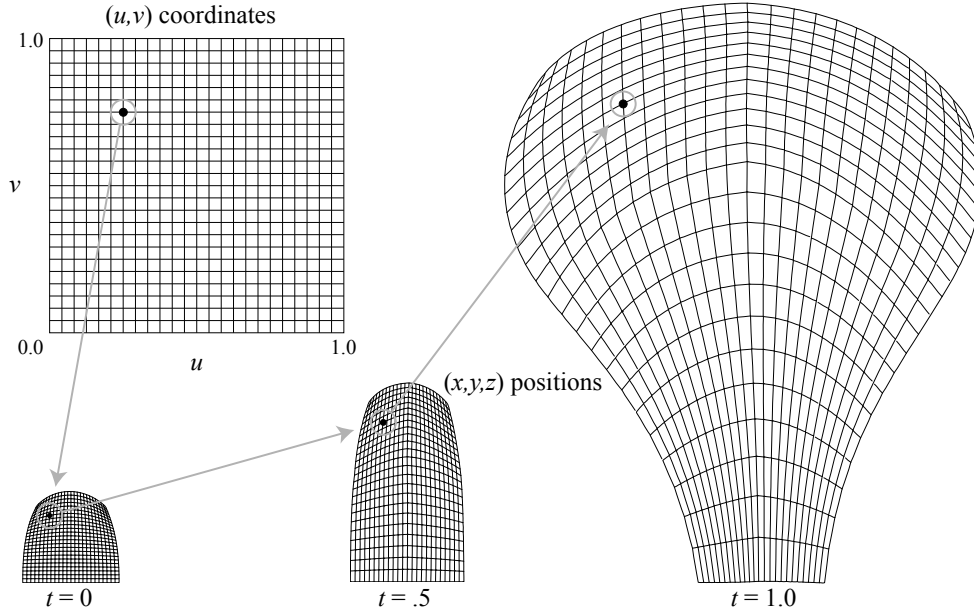 (u,v) coordinates
1.0
v
0.0
u
1.0
(x,y,z) positions
t = 0
t = .5
t = 1.0